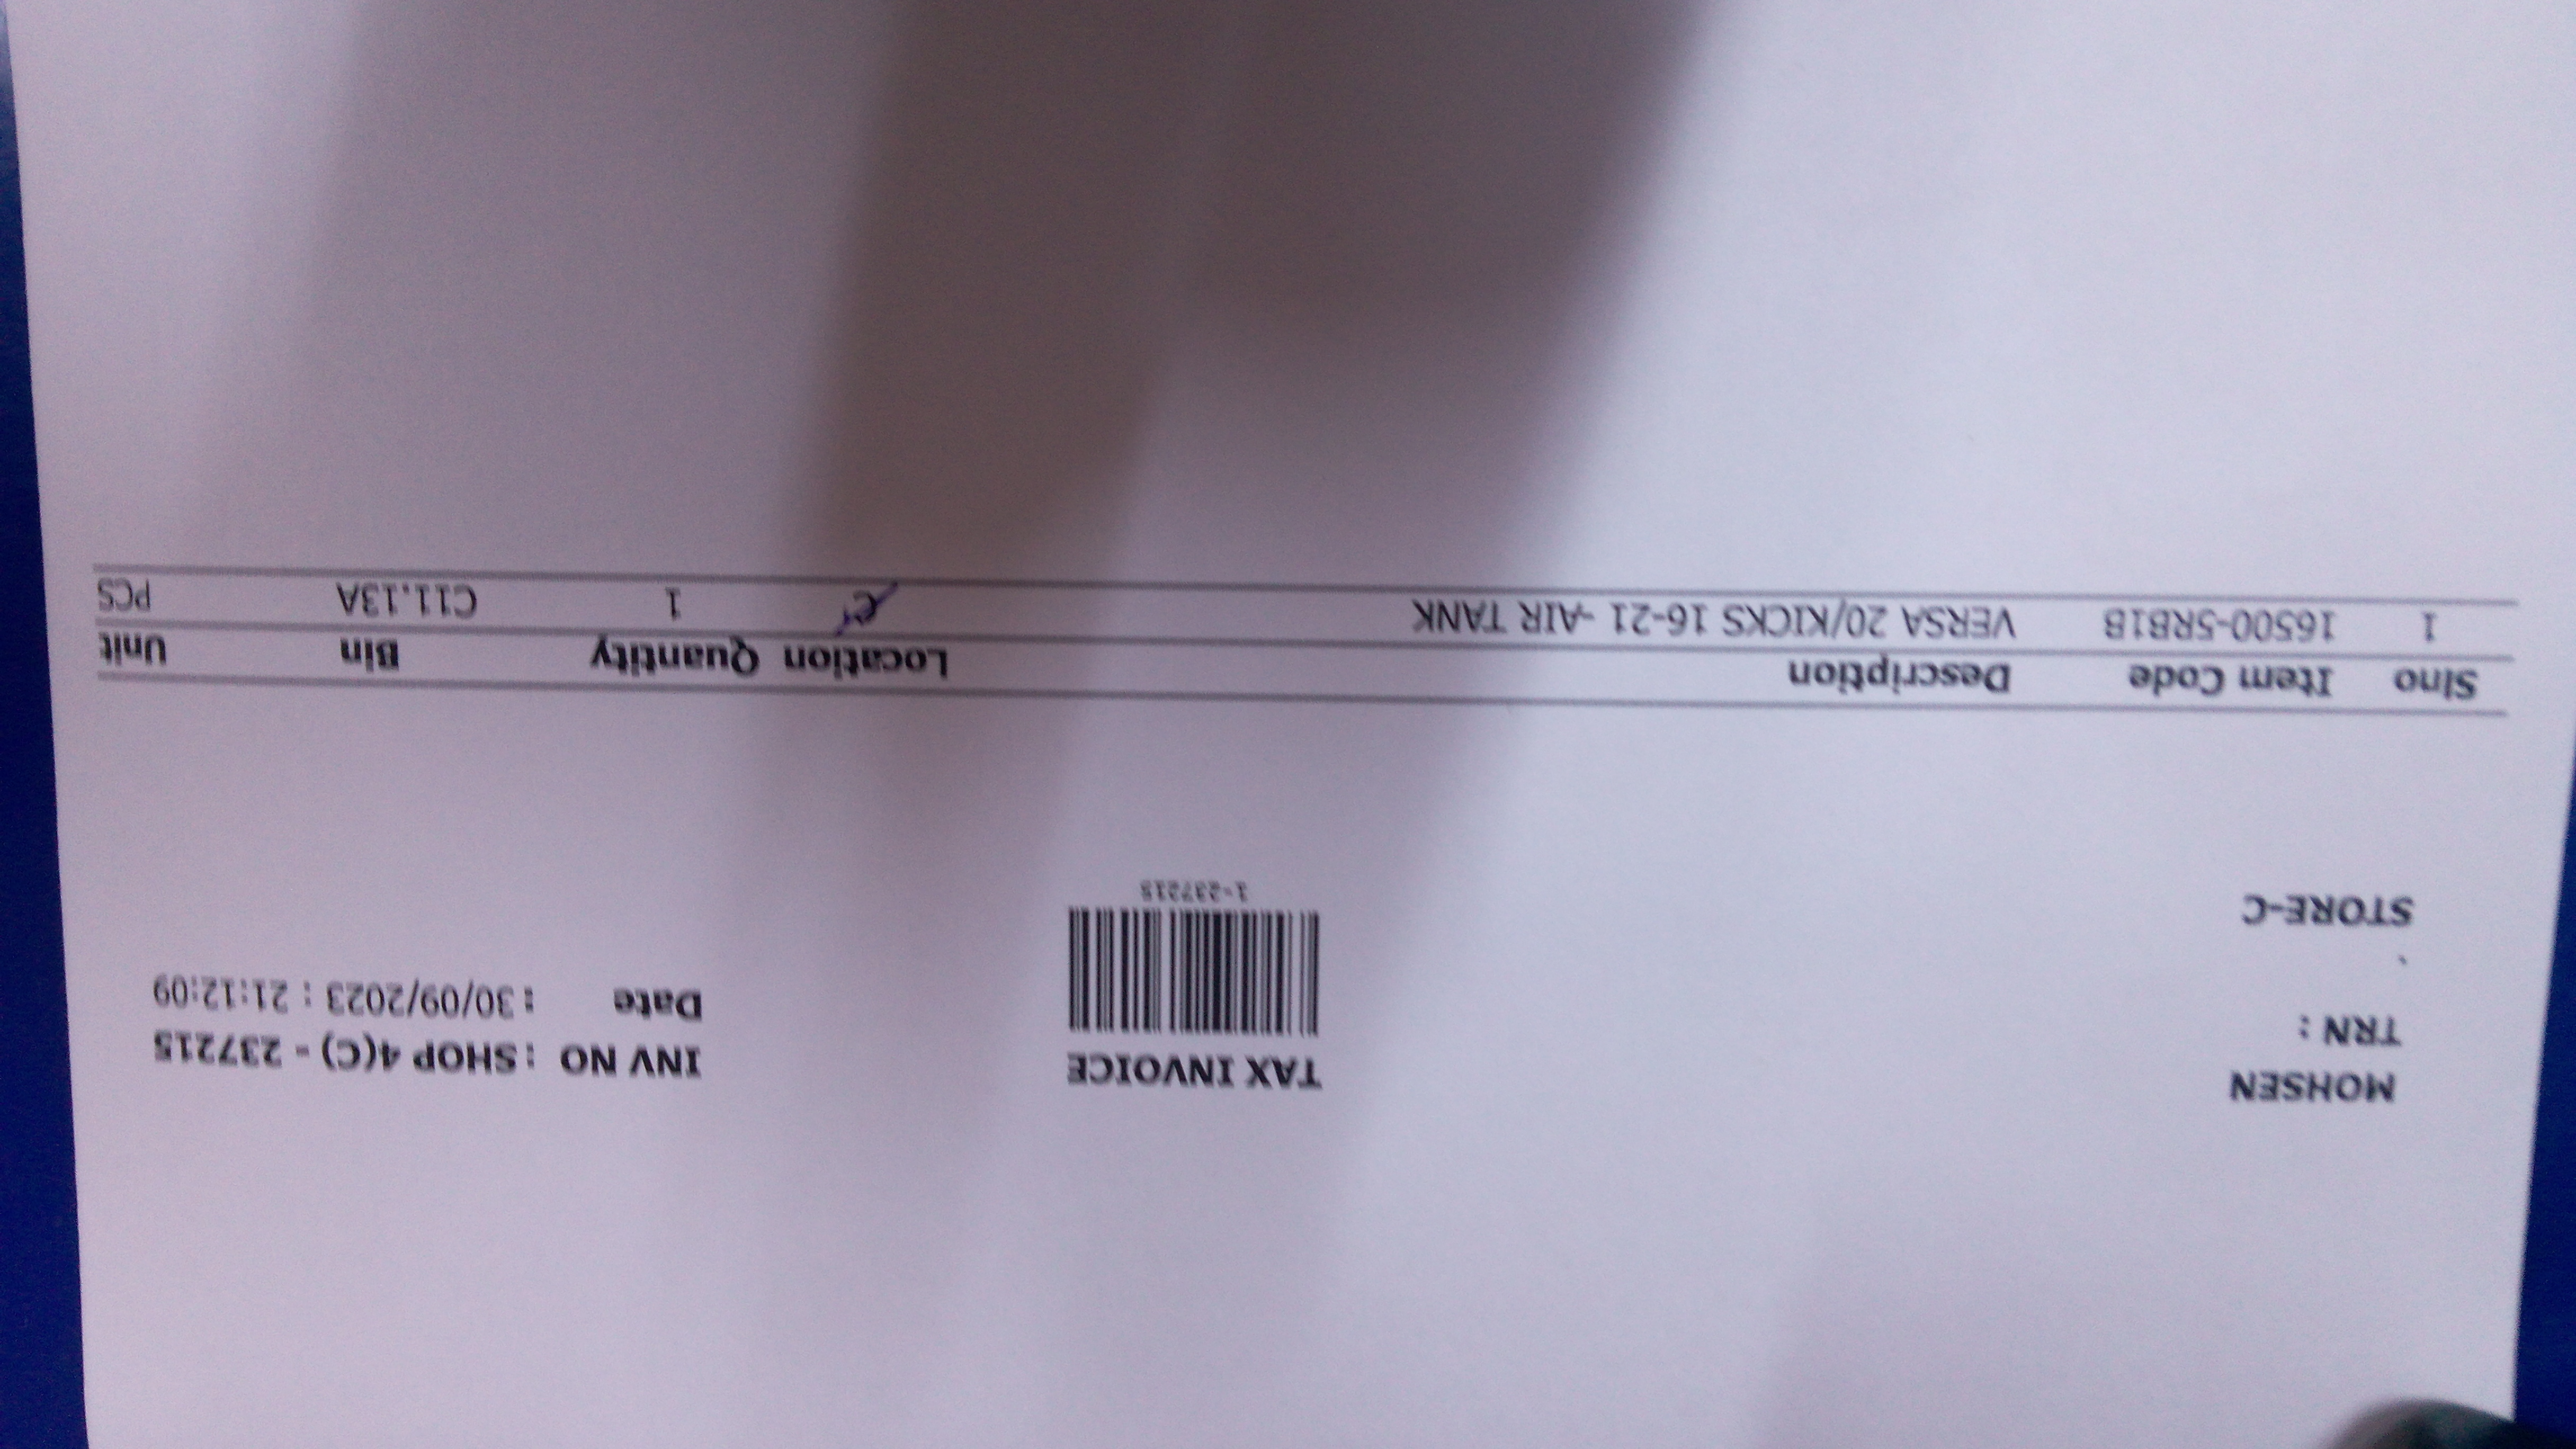 MOHSEN TAX INVOICE INV NO : SHOP 4(C) - 237215
TRN : Date : 30/09/2023 : 21:12:09
.
STORE-C 1-237215
Slno Item Code Description Location Quantity Bin Unit
1 16500-5RB1B VERSA 20/KICKS 16-21 -AIR TANK 1 C11.13A PCS